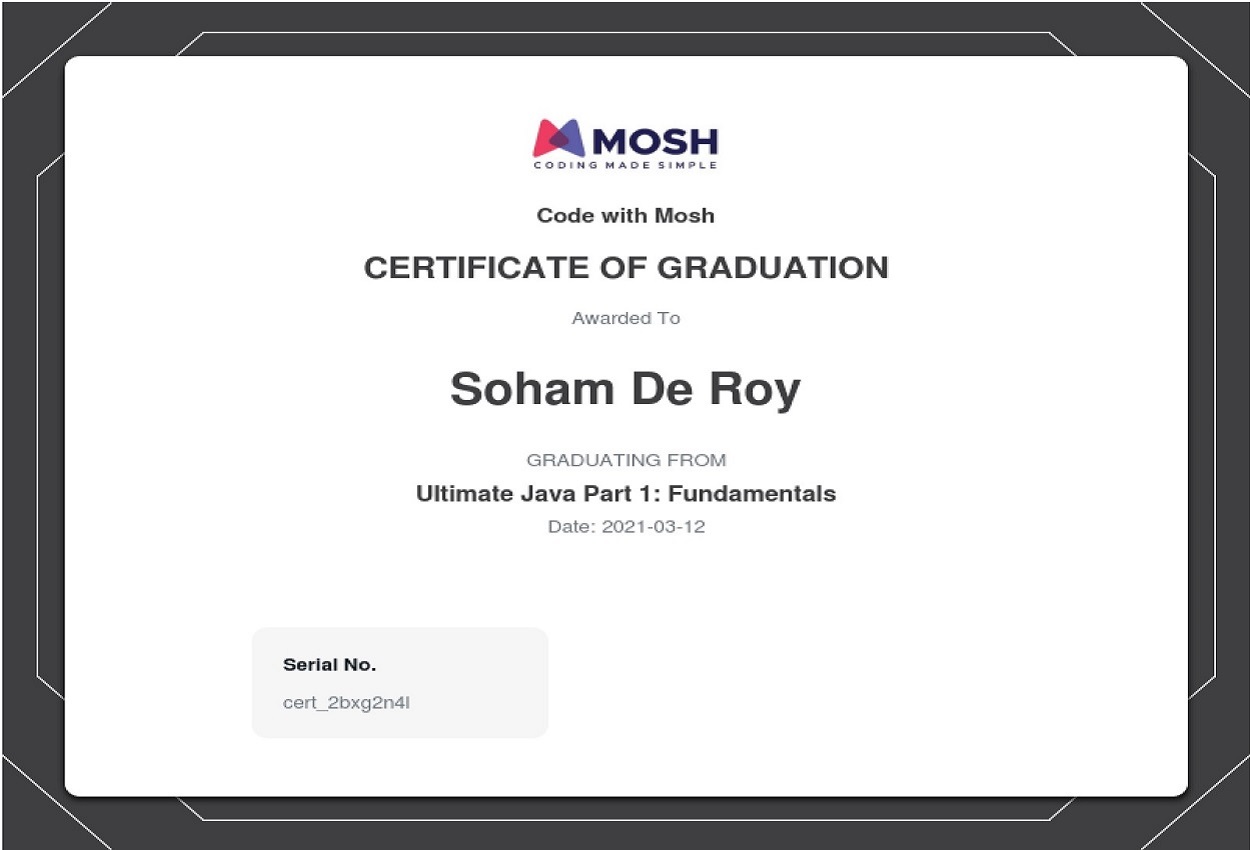 MOSH
CODING MADE SIMPLE
Code with Mosh
CERTIFICATE OF GRADUATION
Awarded To
Soham De Roy
GRADUATING FROM
Ultimate Java Part 1: Fundamentals
Date: 2021-03-12
Serial No.
cert_2bxg2n4l